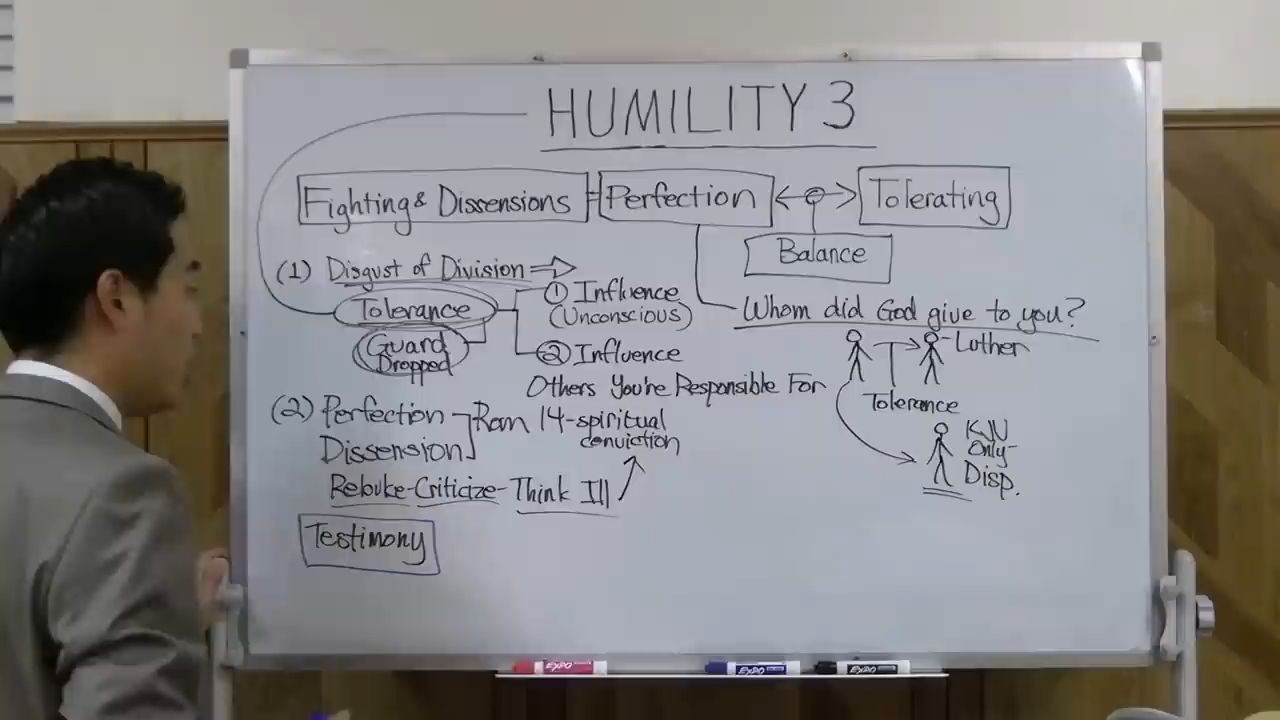 HUMILITY 3
Fighting & Dissensions
Perfection
Tolerating
Balance
(1) Disgust of Division
Tolerance
Guard
Dropped
① Influence
(Unconscious)
② Influence
Others You're Responsible For
(2) Perfection
Dissension
Rom 14-spiritual
conviction
Rebuke-Criticize-Think Ill
Testimony
Whom did God give to you?
Luther
Tolerance
KJV
Only-
Disp.
EXPO
EXPO
EXPO